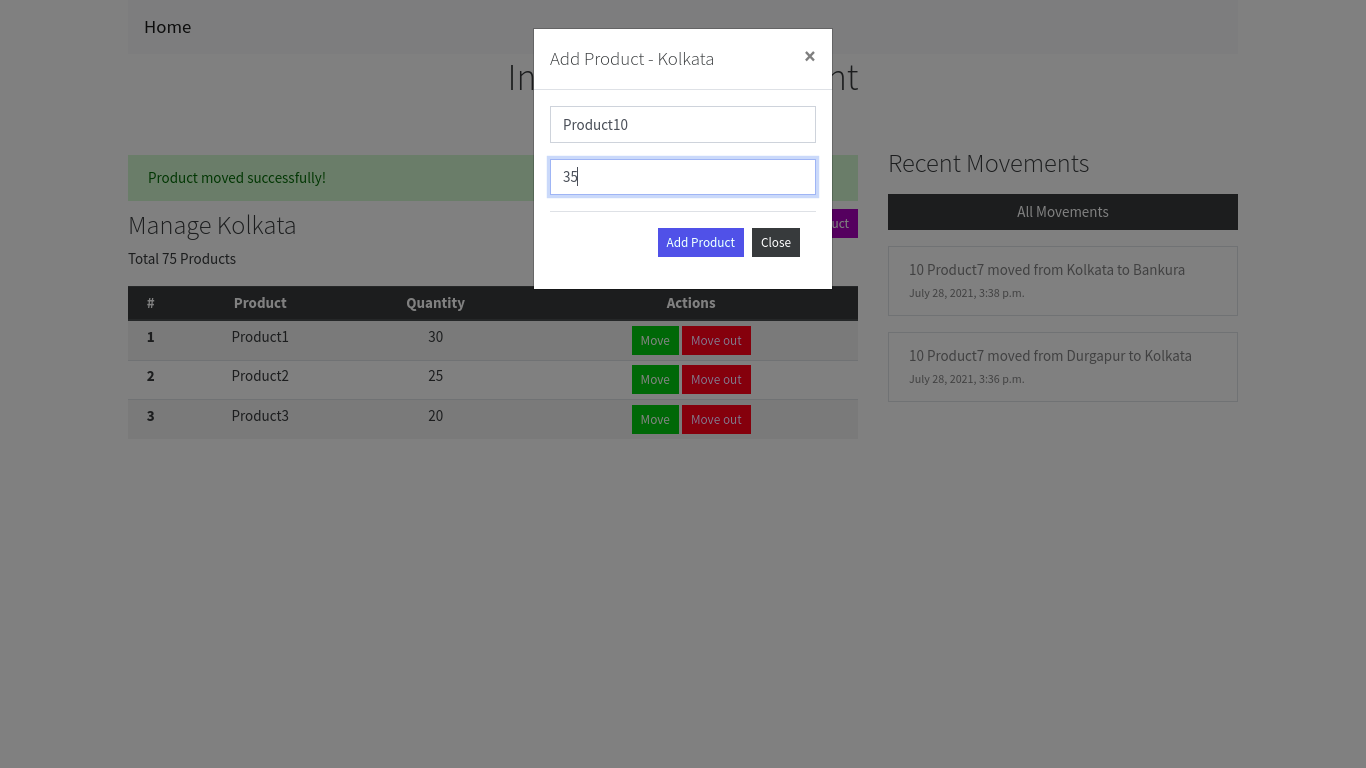 Home
Add Product - Kolkata
×
In
nt
Product10
35
Add Product
Close
Product moved successfully!
Manage Kolkata
uct
Total 75 Products
# Product Quantity Actions
1 Product1 30 Move Move out
2 Product2 25 Move Move out
3 Product3 20 Move Move out
Recent Movements
All Movements
10 Product7 moved from Kolkata to Bankura
July 28, 2021, 3:38 p.m.
10 Product7 moved from Durgapur to Kolkata
July 28, 2021, 3:36 p.m.